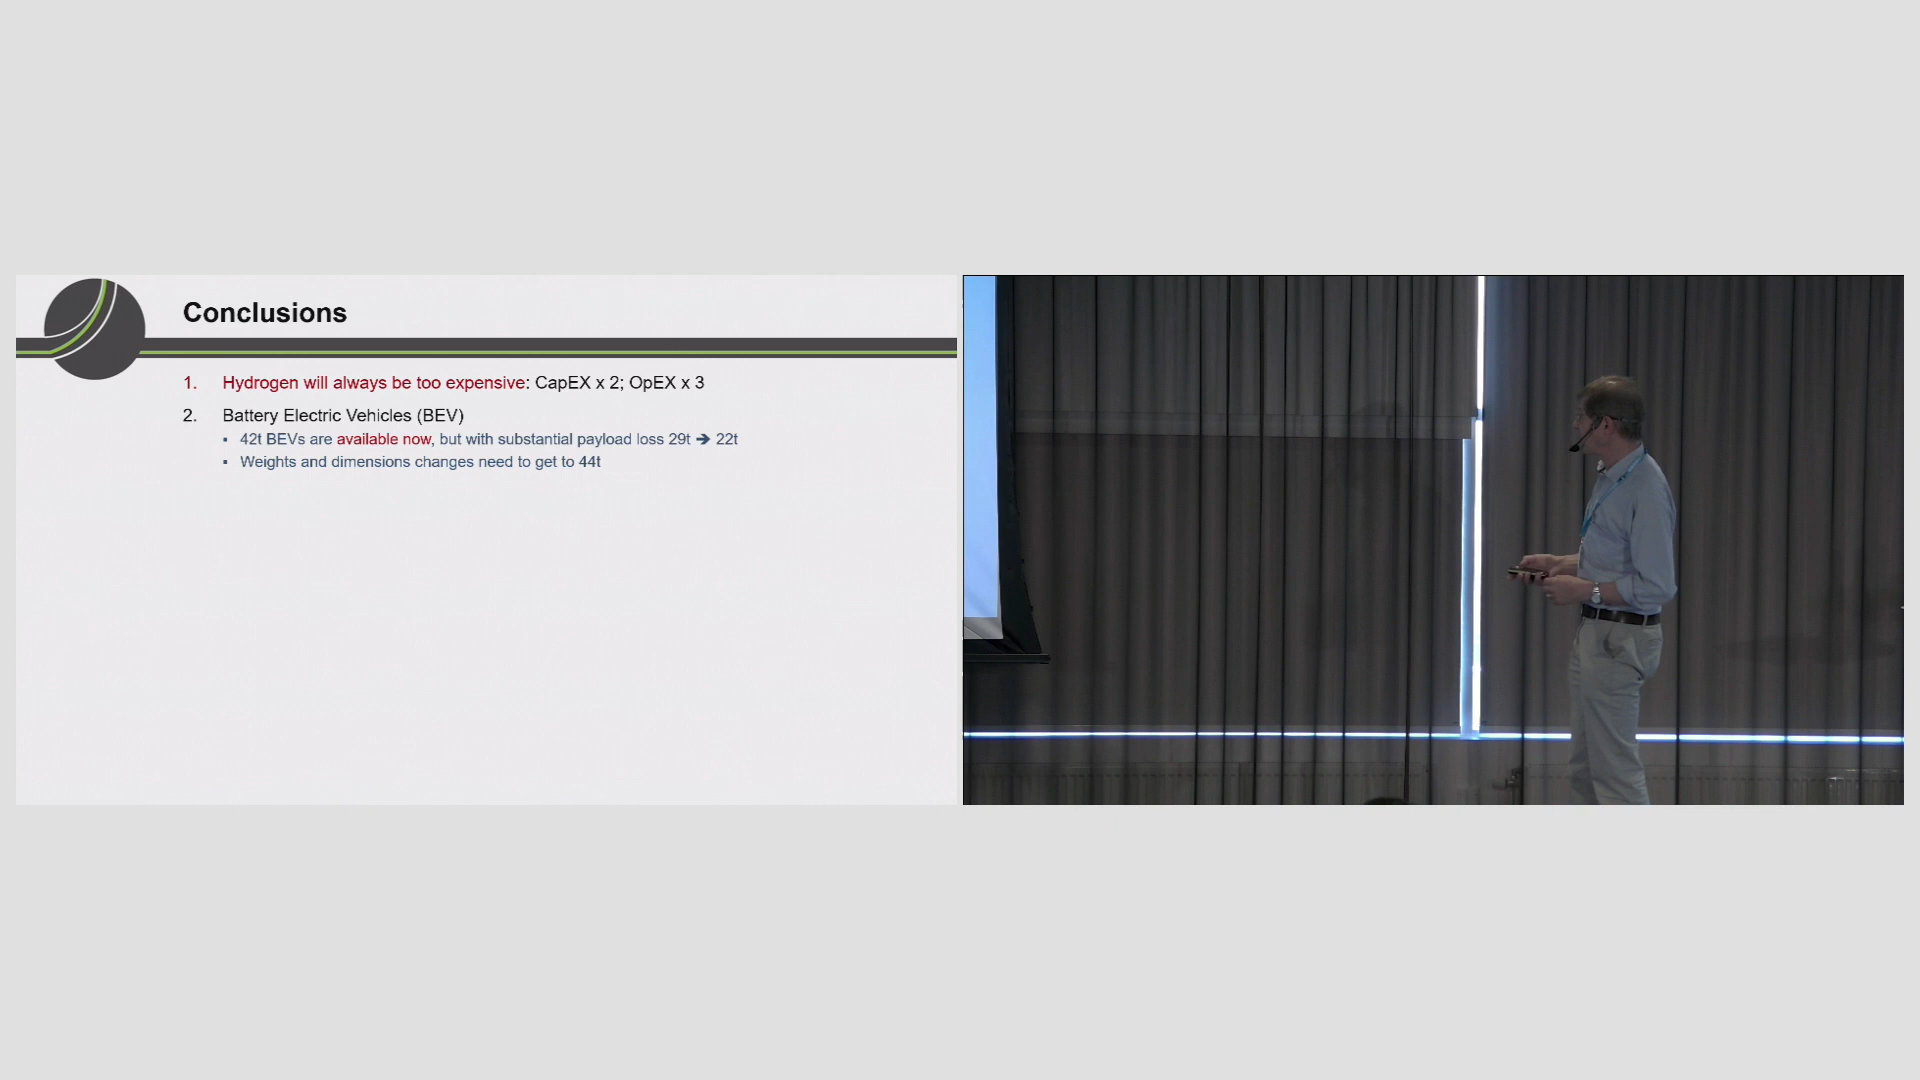 Conclusions
1. Hydrogen will always be too expensive: CapEX x 2; OpEX x 3
2. Battery Electric Vehicles (BEV)
▪ 42t BEVs are available now, but with substantial payload loss 29t ➔ 22t
▪ Weights and dimensions changes need to get to 44t